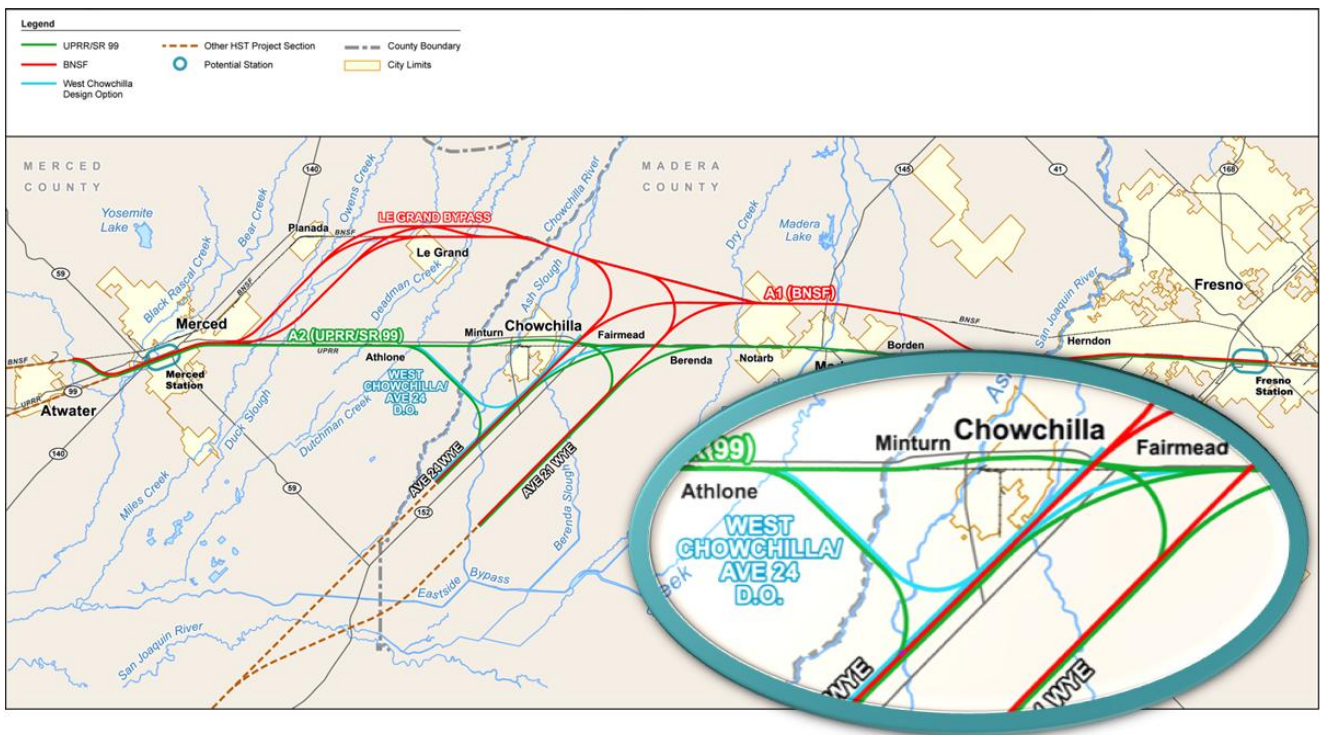 Legend
UPRR/SR 99
BNSF
West Chowchilla
Design Option
Other HST Project Section
Potential Station
County Boundary
City Limits
MERCED
COUNTY
MADERA
COUNTY
140
145
41
168
Yosemite
Lake
Black Rascal Creek
Bear Creek
Owens Creek
Planada
BNSF
LE GRAND BYPASS
Le Grand
Chowchilla River
Ash Slough
Deadman Creek
Dry Creek
Madera
Lake
San Joaquin River
Fresno
59
BNSF
Merced
A1 (BNSF)
BNSF
Herndon
A2 (UPRR/SR 99)
UPRR
Minturn
Chowchilla
Fairmead
Athlone
Berenda
Notarb
Borden
BNSF
Merced
Station
99
UPRR
Atwater
Fresno
Station
WEST
CHOWCHILLA/
AVE 24
D.O.
Duck Slough
Dutchman Creek
Miles Creek
140
59
AVE 24 WYE
AVE 21 WYE
152
Berenda Slough
Eastside
Bypass
San Joaquin River
99)
Minturn
Chowchilla
Fairmead
Athlone
WEST
CHOWCHILLA/
AVE 24
D.O.
WYE
WYE